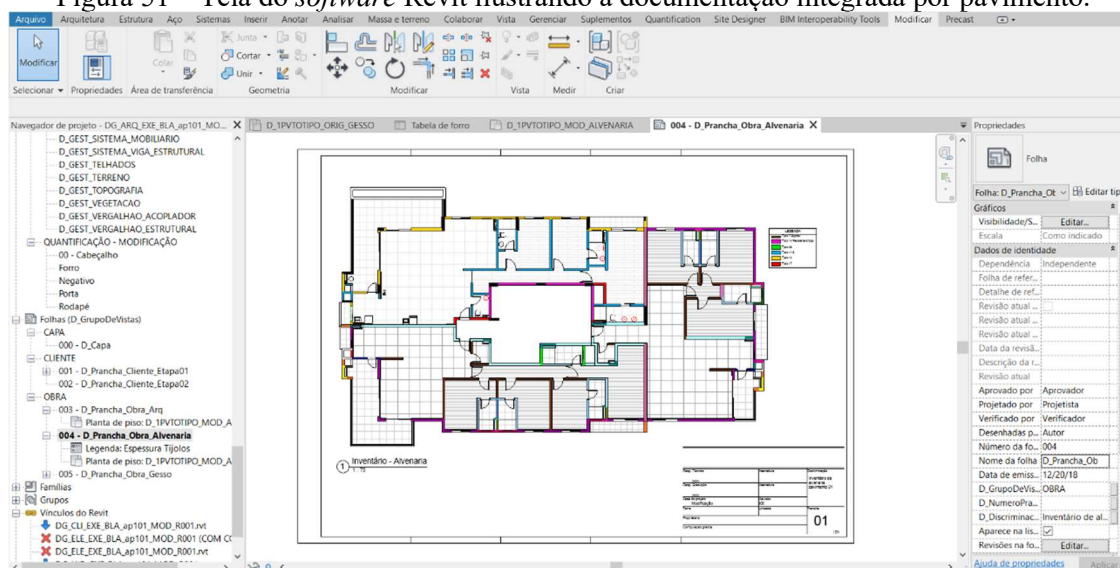 Figura 51 – Tela do software Revit ilustrando a documentação integrada por pavimento.
Arquivo Arquitetura Estrutura Aço Sistemas Inserir Anotar Analisar Massa e terreno Colaborar Vista Gerenciar Suplementos Quantification Site Designer BIM Interoperability Tools Modificar Precast
Modificar
Colar
Junta
Cortar
Unir
Selecionar Propriedades Área de transferência Geometria Modificar Vista Medir Criar
Navegador de projeto - DG_ARQ_EXE_BLA_ap101_MO...
D_1PVTOTIPO_ORIG_GESSO
Tabela de forro
D_1PVTOTIPO_MOD_ALVENARIA
004 - D_Prancha_Obra_Alvenaria
D_GEST_SISTEMA_MOBILIARIO
D_GEST_SISTEMA_VIGA_ESTRUTURAL
D_GEST_TELHADOS
D_GEST_TERRENO
D_GEST_TOPOGRAFIA
D_GEST_VEGETACAO
D_GEST_VERGALHAO_ACOPLADOR
D_GEST_VERGALHAO_ESTRUTURAL
QUANTIFICAÇÃO - MODIFICAÇÃO
00 - Cabeçalho
Forro
Negativo
Porta
Rodapé
Folhas (D_GrupoDeVistas)
CAPA
000 - D_Capa
CLIENTE
001 - D_Prancha_Cliente_Etapa01
002 - D_Prancha_Cliente_Etapa02
OBRA
003 - D_Prancha_Obra_Arq
Planta de piso: D_1PVTOTIPO_MOD_A
004 - D_Prancha_Obra_Alvenaria
Legenda: Espessura Tijolos
Planta de piso: D_1PVTOTIPO_MOD_A
005 - D_Prancha_Obra_Gesso
Famílias
Grupos
Vínculos do Revit
DG_CLI_EXE_BLA_ap101_MOD_R001.rvt
DG_ELE_EXE_BLA_ap101_MOD_R001 (COM CO
DG_ELE_EXE_BLA_ap101_MOD_R001.rvt
LEGENDA
1 Inventário - Alvenaria
1 : 75
01
Propriedades
Folha
Folha: D_Prancha_Ob
Editar tip
Gráficos
Visibilidade/S... Editar...
Escala Como indicado
Dados de identidade
Dependência Independente
Folha de refer...
Detalhe de ref...
Revisão atual ...
Revisão atual ...
Revisão atual ...
Data da revisã...
Descrição da r...
Revisão atual
Aprovado por Aprovador
Projetado por Projetista
Verificado por Verificador
Desenhadas p... Autor
Número da fo... 004
Nome da folha D_Prancha_Ob
Data de emiss... 12/20/18
D_GrupoDeVis... OBRA
D_NumeroPra...
D_Discriminac... Inventário de al...
Aparece na lis...
Revisões na fo... Editar...
Ajuda de propriedades Aplicar